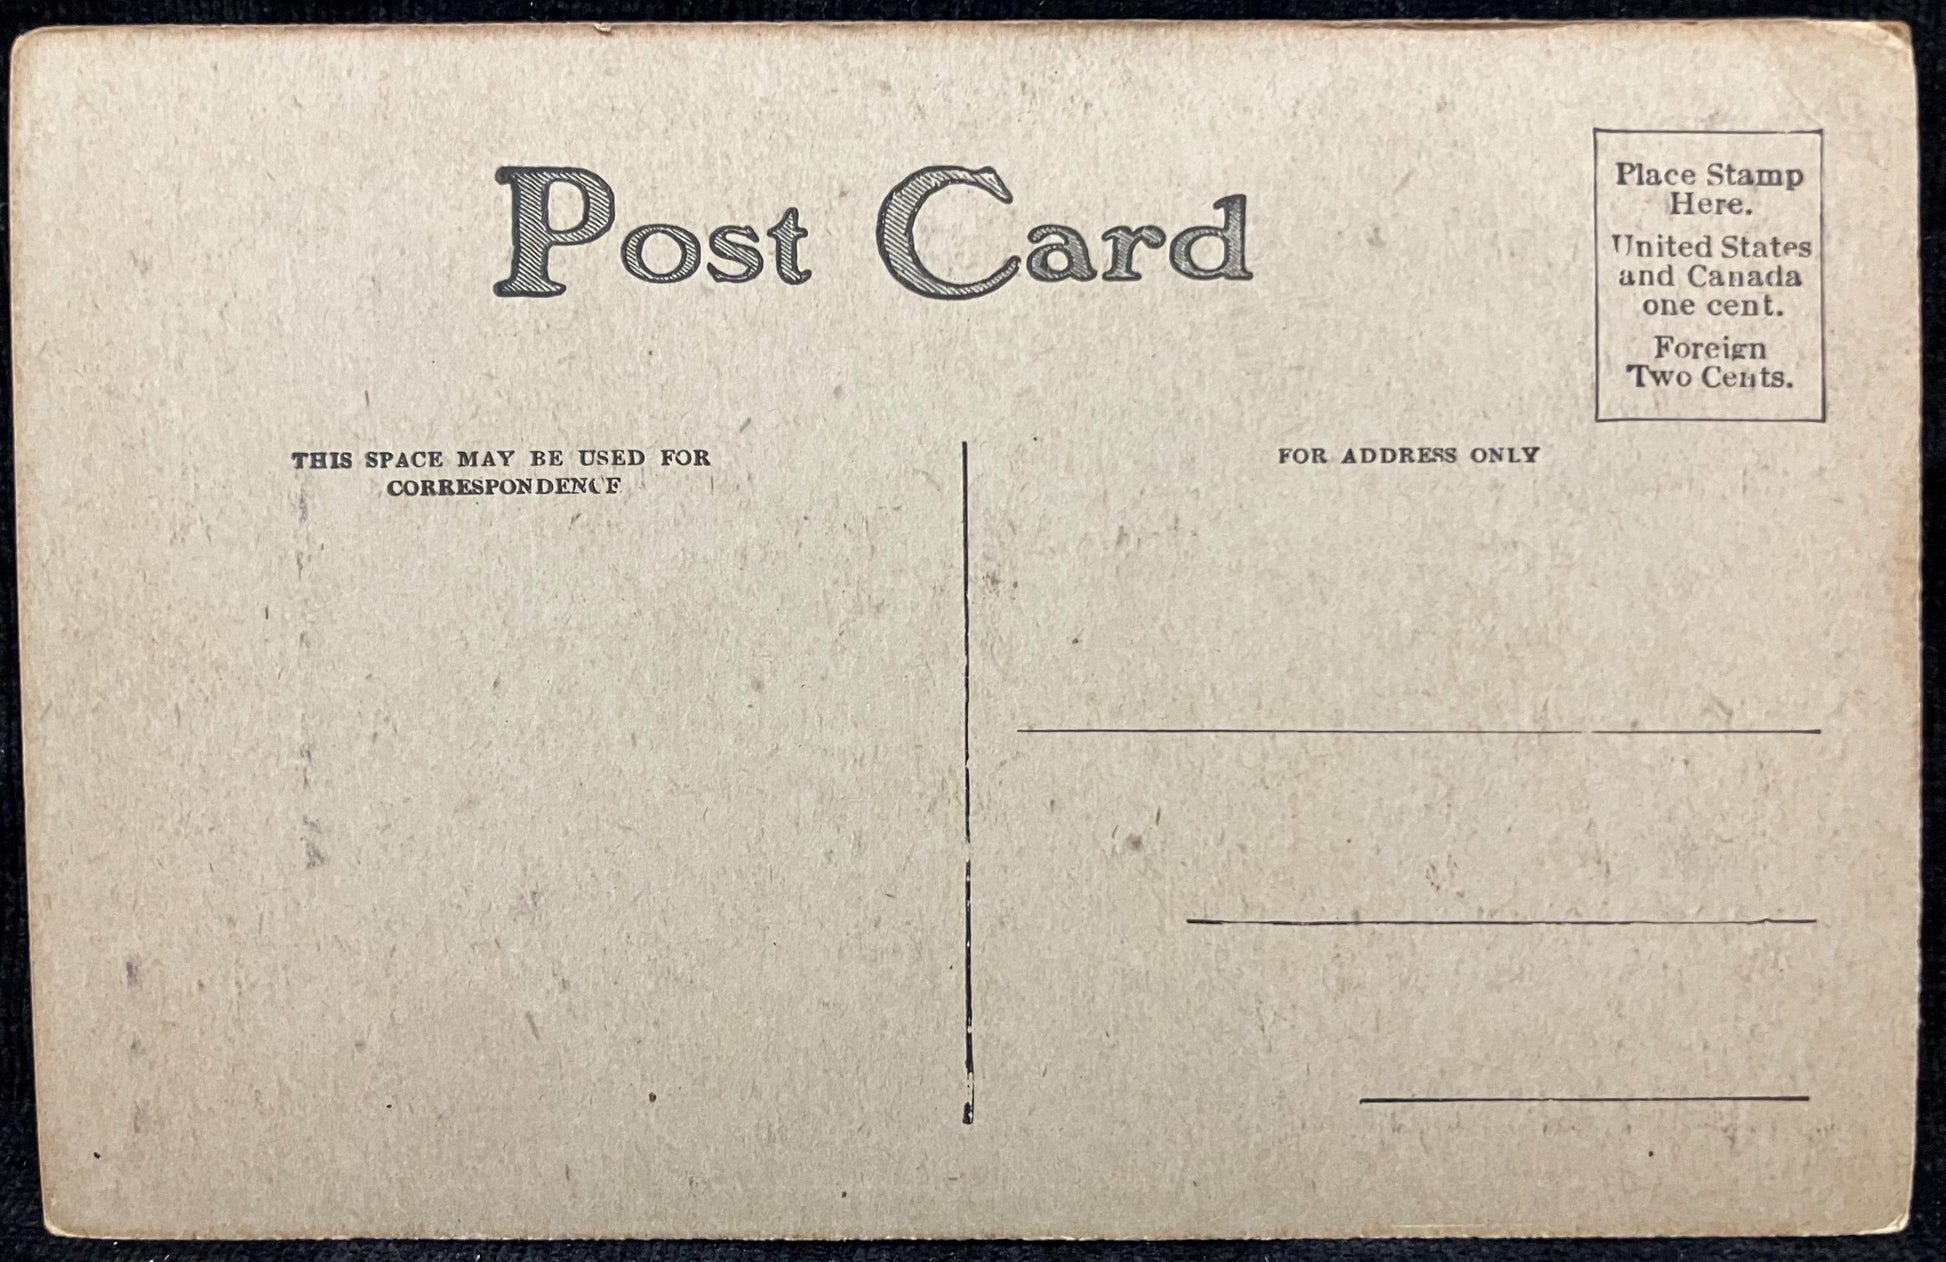 Post Card
Place Stamp
Here.
United States
and Canada
one cent.
Foreign
Two Cents.
THIS SPACE MAY BE USED FOR
CORRESPONDENCE
FOR ADDRESS ONLY